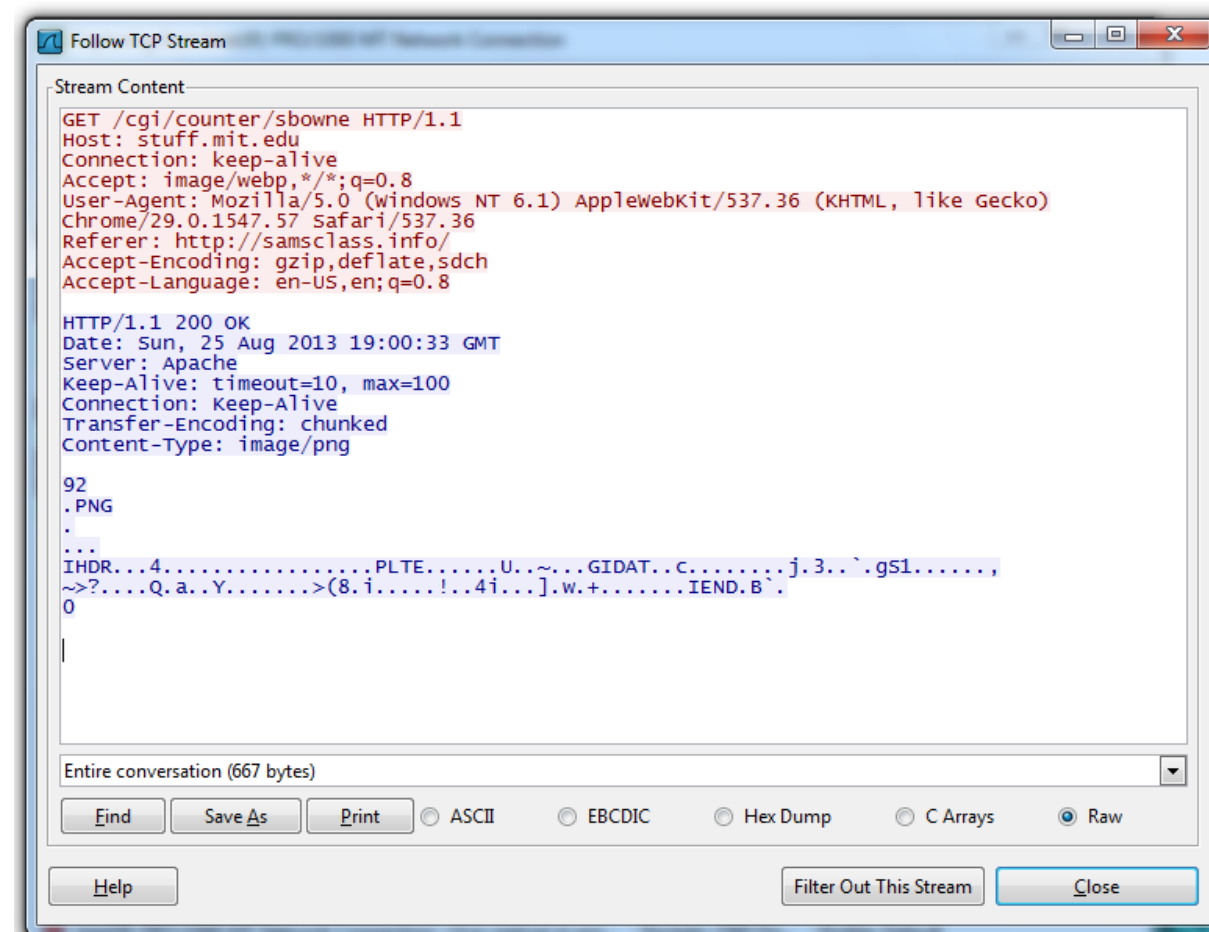 Follow TCP Stream
Stream Content
GET /cgi/counter/sbowne HTTP/1.1
Host: stuff.mit.edu
Connection: keep-alive
Accept: image/webp,*/*;q=0.8
User-Agent: Mozilla/5.0 (Windows NT 6.1) AppleWebKit/537.36 (KHTML, like Gecko)
Chrome/29.0.1547.57 Safari/537.36
Referer: http://samsclass.info/
Accept-Encoding: gzip,deflate,sdch
Accept-Language: en-US,en;q=0.8
HTTP/1.1 200 OK
Date: Sun, 25 Aug 2013 19:00:33 GMT
Server: Apache
Keep-Alive: timeout=10, max=100
Connection: Keep-Alive
Transfer-Encoding: chunked
Content-Type: image/png
92
.PNG
.
...
IHDR...4.................PLTE......U..~...GIDAT..c........j.3..`.gS1......,
~>?....Q.a..Y.......>(8.i.....!..4i...].w.+.......IEND.B`.
0
Entire conversation (667 bytes)
Find Save As Print ASCII EBCDIC Hex Dump C Arrays Raw
Help Filter Out This Stream Close